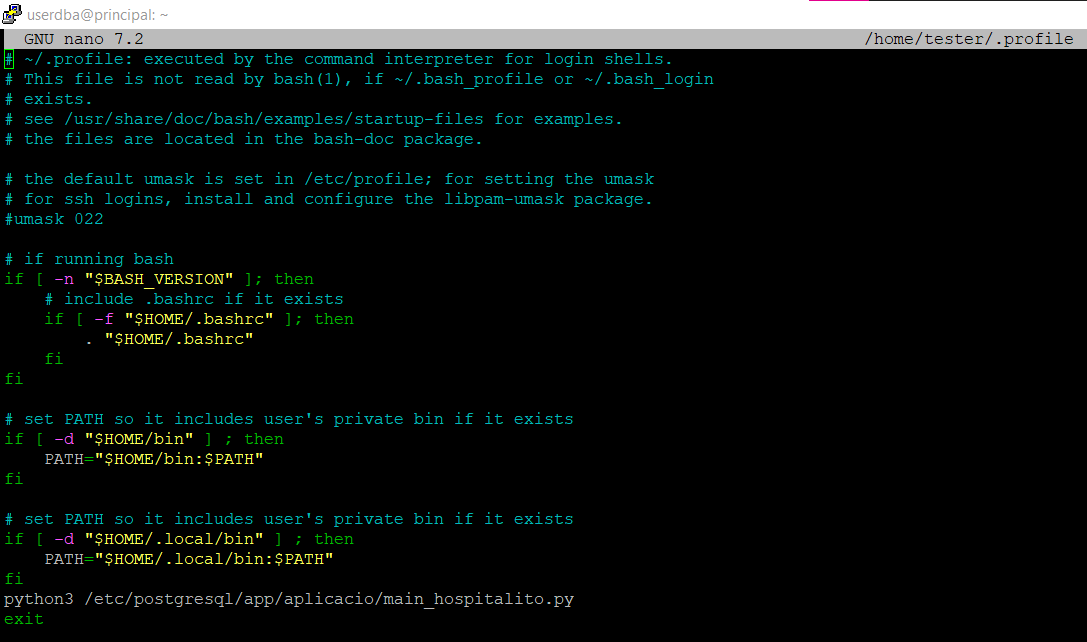 userdba@principal: ~
GNU nano 7.2 /home/tester/.profile
# ~/.profile: executed by the command interpreter for login shells.
# This file is not read by bash(1), if ~/.bash_profile or ~/.bash_login
# exists.
# see /usr/share/doc/bash/examples/startup-files for examples.
# the files are located in the bash-doc package.

# the default umask is set in /etc/profile; for setting the umask
# for ssh logins, install and configure the libpam-umask package.
#umask 022

# if running bash
if [ -n "$BASH_VERSION" ]; then
    # include .bashrc if it exists
    if [ -f "$HOME/.bashrc" ]; then
        . "$HOME/.bashrc"
    fi
fi

# set PATH so it includes user's private bin if it exists
if [ -d "$HOME/bin" ] ; then
    PATH="$HOME/bin:$PATH"
fi

# set PATH so it includes user's private bin if it exists
if [ -d "$HOME/.local/bin" ] ; then
    PATH="$HOME/.local/bin:$PATH"
fi
python3 /etc/postgresql/app/aplicacio/main_hospitalito.py
exit